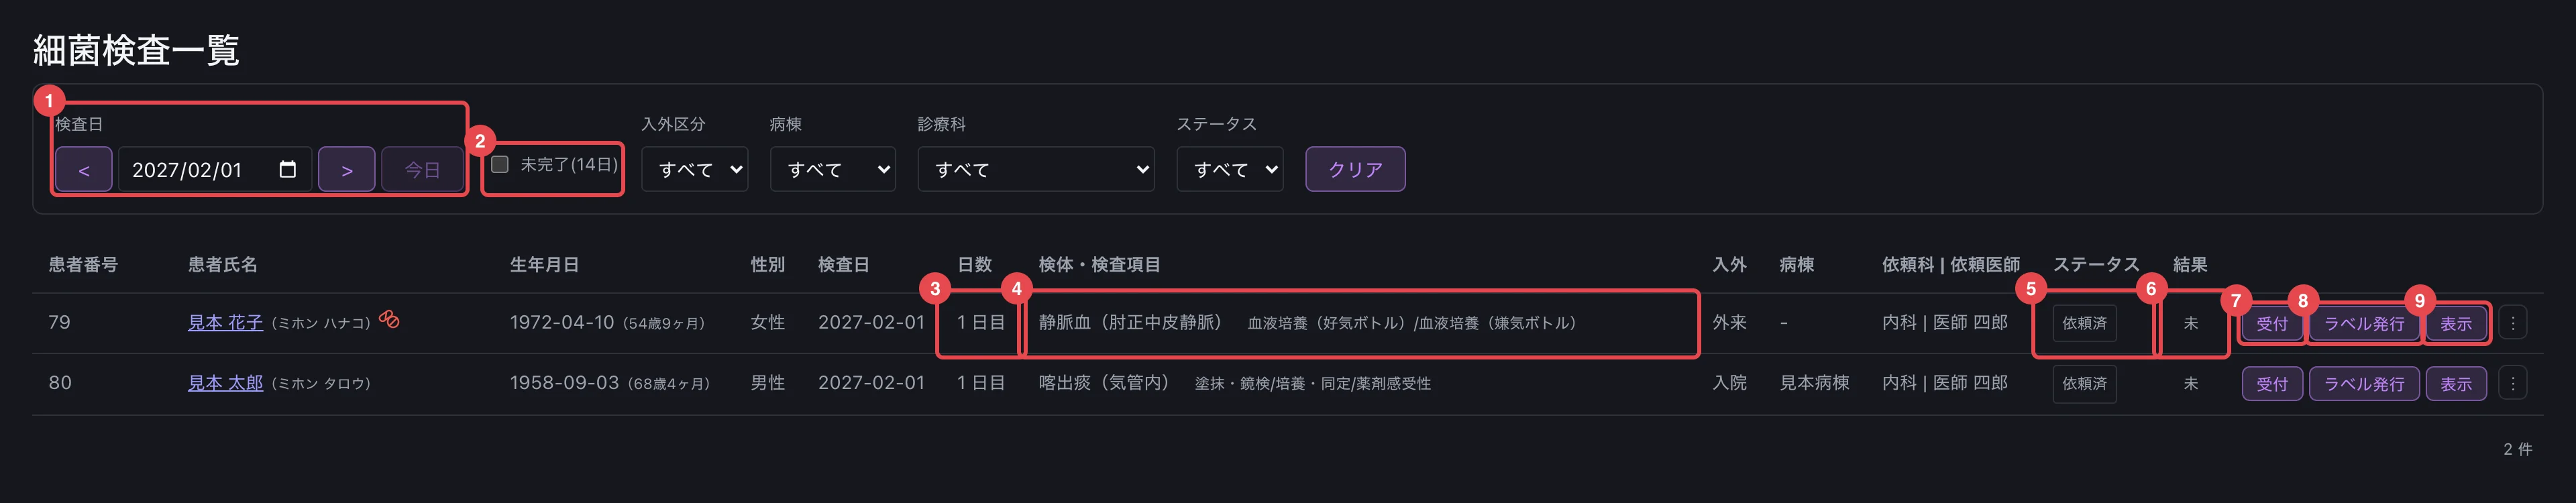 細菌検査一覧
1
検査日
< 2027/02/01 > 今日
2
未完了(14日)
入外区分
すべて
病棟
すべて
診療科
すべて
ステータス
すべて
クリア
患者番号 患者氏名 生年月日 性別 検査日 日数 検体・検査項目 入外 病棟 依頼科 | 依頼医師 ステータス 結果
3 4 5 6 7 8 9
79 見本 花子 (ミホン ハナコ) 1972-04-10 (54歳9ヶ月) 女性 2027-02-01 1 日目 静脈血(肘正中皮静脈) 血液培養(好気ボトル)/血液培養(嫌気ボトル) 外来 - 内科 | 医師 四郎 依頼済 未 受付 ラベル発行 表示 ⋮
80 見本 太郎 (ミホン タロウ) 1958-09-03 (68歳4ヶ月) 男性 2027-02-01 1 日目 喀出痰(気管内) 塗抹・鏡検/培養・同定/薬剤感受性 入院 見本病棟 内科 | 医師 四郎 依頼済 未 受付 ラベル発行 表示 ⋮
2 件